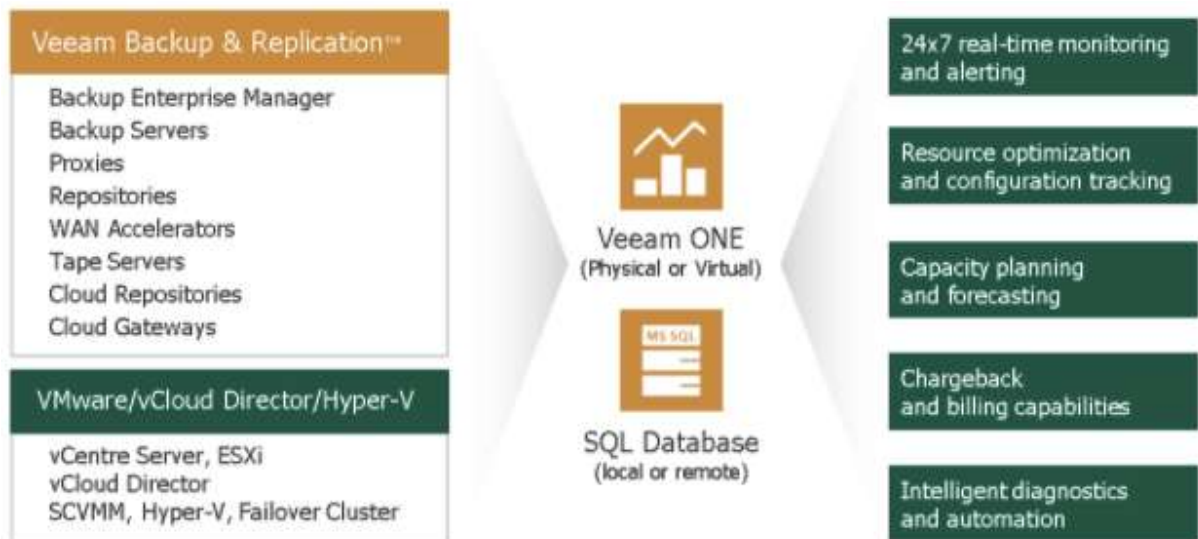 Veeam Backup & Replication™
Backup Enterprise Manager
Backup Servers
Proxies
Repositories
WAN Accelerators
Tape Servers
Cloud Repositories
Cloud Gateways
VMware/vCloud Director/Hyper-V
vCentre Server, ESXi
vCloud Director
SCVMM, Hyper-V, Failover Cluster
Veeam ONE
(Physical or Virtual)
MS SQL
SQL Database
(local or remote)
24x7 real-time monitoring
and alerting
Resource optimization
and configuration tracking
Capacity planning
and forecasting
Chargeback
and billing capabilities
Intelligent diagnostics
and automation